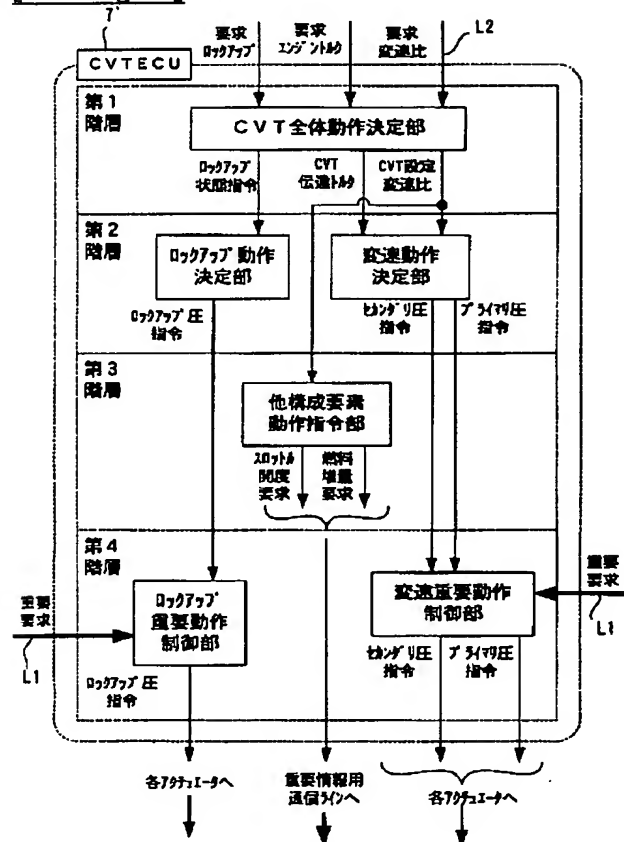 7'
CVTECU
要求
ロックアップ
要求
エンジントルク
要求
変速比
L2
第1
階層
CVT全体動作決定部
ロックアップ
状態指令
CVT
伝達トルク
CVT設定
変速比
第2
階層
ロックアップ動作
決定部
変速動作
決定部
ロックアップ圧
指令
セカンダリ圧
指令
プライマリ圧
指令
第3
階層
他構成要素
動作指令部
スロットル
開度
要求
燃料
増量
要求
第4
階層
重要
要求
L1
ロックアップ
重要動作
制御部
変速重要動作
制御部
重要
要求
L1
ロックアップ圧
指令
セカンダリ圧
指令
プライマリ圧
指令
各アクチュエータへ
重要情報用
通信ラインへ
各アクチュエータへ